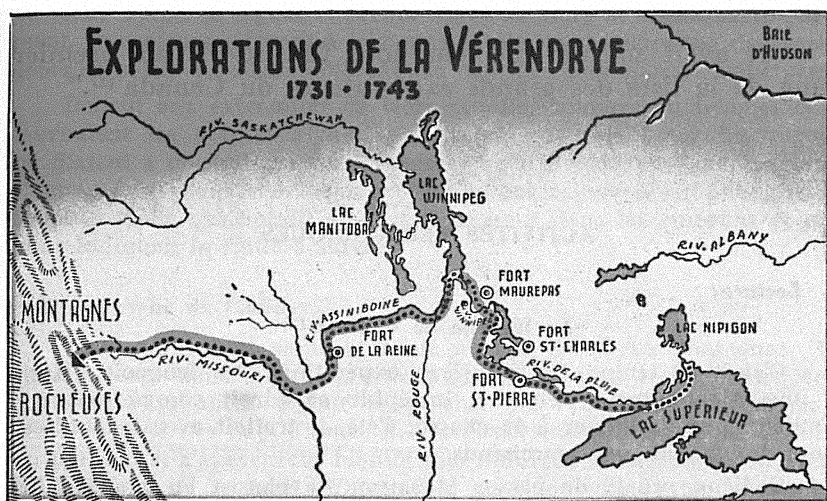 EXPLORATIONS DE LA VÉRENDRYE
1731 • 1743
BAIE
D'HUDSON
RIV. SASKATCHEWAN
LAC
WINNIPEG
LAC
MANITOBA
RIV. ALBANY
FORT
MAUREPAS
RIV. ASSINIBOINE
LAC NIPIGON
MONTAGNES
FORT
DE LA REINE
FORT
ST-CHARLES
RIV. MISSOURI
RIV. DE LA PLUIE
FORT
ST-PIERRE
ROCHEUSES
RIV. ROUGE
LAC SUPÉRIEUR